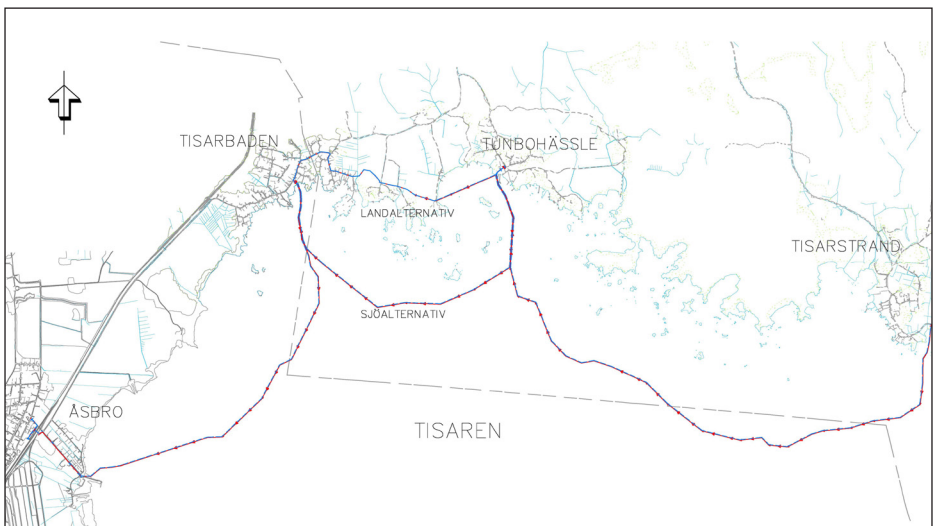 TISARBADEN
TUNBOHÄSSLE
LANDALTERNATIV
TISARSTRAND
SJÖALTERNATIV
ÅSBRO
TISAREN